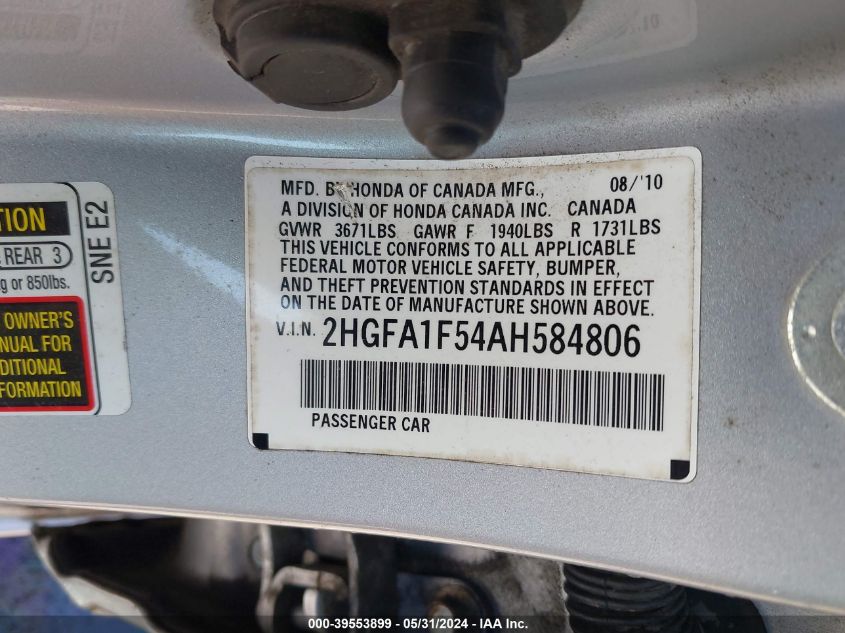 MFD. BY HONDA OF CANADA MFG., 08/'10
A DIVISION OF HONDA CANADA INC. CANADA
GVWR 3671LBS GAWR F 1940LBS R 1731LBS
THIS VEHICLE CONFORMS TO ALL APPLICABLE
FEDERAL MOTOR VEHICLE SAFETY, BUMPER,
AND THEFT PREVENTION STANDARDS IN EFFECT
ON THE DATE OF MANUFACTURE SHOWN ABOVE.
V.I.N. 2HGFA1F54AH584806
PASSENGER CAR
TION
REAR 3
g or 850lbs.
OWNER'S
NUAL FOR
DITIONAL
FORMATION
SNE E2
000-39553899 - 05/31/2024 - IAA Inc.